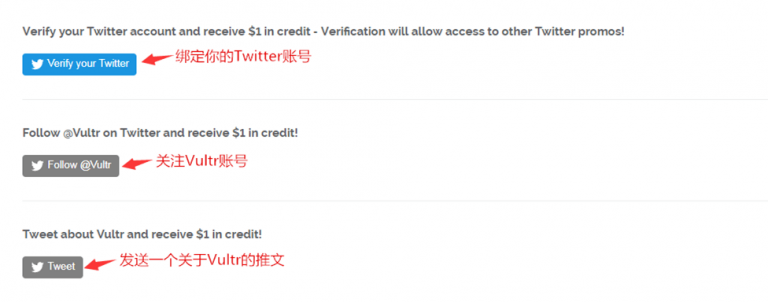 Verify your Twitter account and receive $1 in credit - Verification will allow access to other Twitter promos!
Verify your Twitter 绑定你的Twitter账号
Follow @Vultr on Twitter and receive $1 in credit!
Follow @Vultr 关注Vultr账号
Tweet about Vultr and receive $1 in credit!
Tweet 发送一个关于Vultr的推文